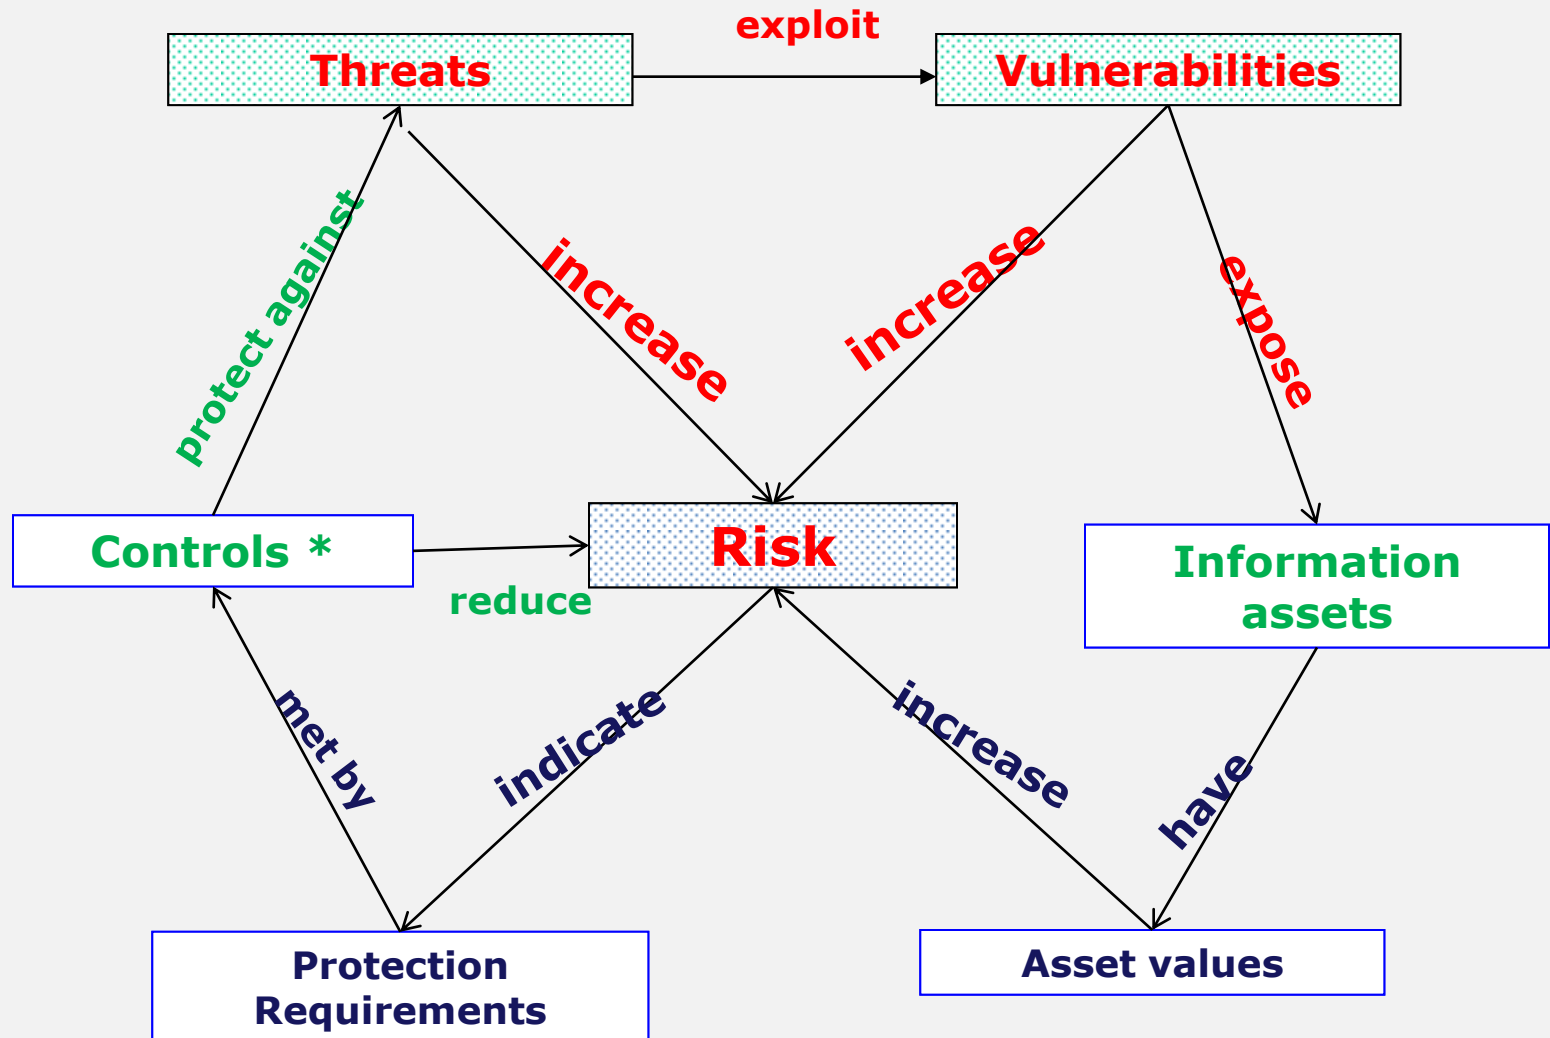 exploit
Threats
Vulnerabilities
protect against
increase
increase
expose
Controls *
Risk
Information
assets
reduce
met by
indicate
increase
have
Protection
Requirements
Asset values